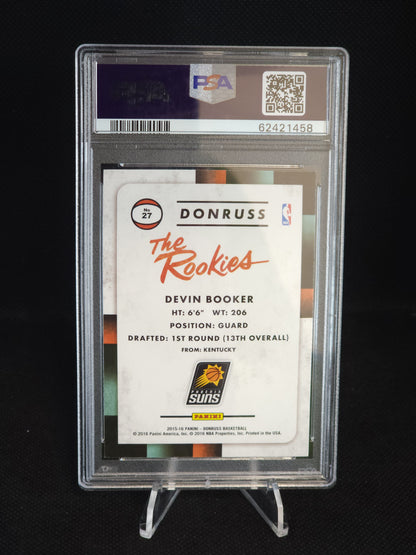 PSA
62421458
No
27
DONRUSS
The
Rookies
DEVIN BOOKER
HT: 6'6" WT: 206
POSITION: GUARD
DRAFTED: 1ST ROUND (13TH OVERALL)
FROM: KENTUCKY
PHOENIX
SUNS
PANINI
2015-16 PANINI - DONRUSS BASKETBALL
© 2016 Panini America, Inc. © 2016 NBA Properties, Inc. Printed in the USA.